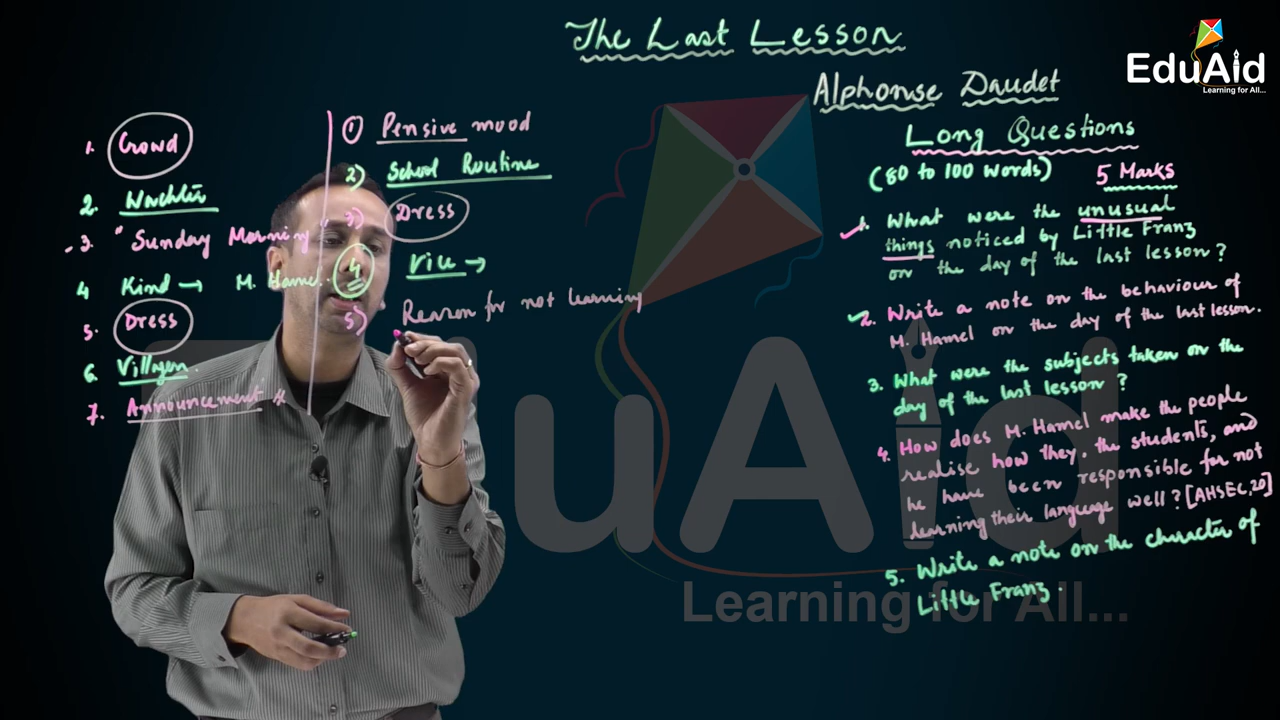 The Last Lesson
Alphonse Daudet
EduAid
Learning for All...
1. Crowd
2. Wachter
3. "Sunday Morning"
4 Kind → M. Hamel.
5. Dress
6. Villagers.
7. Announcement
1) Pensive mood
2) School Routine
3) Dress
4
5) Reason for not learning
Long Questions
(80 to 100 words) 5 Marks
1. What were the unusual
things noticed by Little Franz
on the day of the last lesson?
2. Write a note on the behaviour of
M. Hamel on the day of the last lesson.
3. What were the subjects taken on the
day of the last lesson?
4. How does M. Hamel make the people
realise how they, the students, and
he have been responsible for not
learning their language well? [AHSEC, 20]
5. Write a note on the character of
Little Franz.
EduAid
Learning for All...